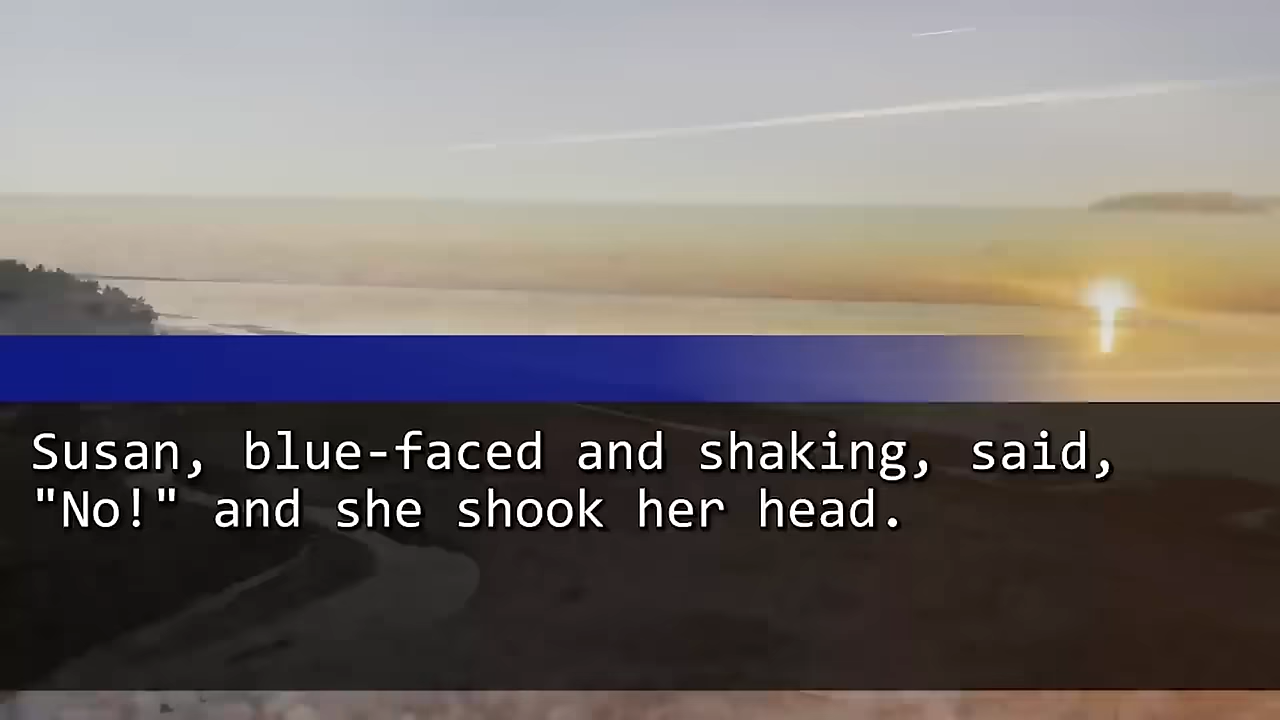 Susan, blue-faced and shaking, said,
"No!" and she shook her head.